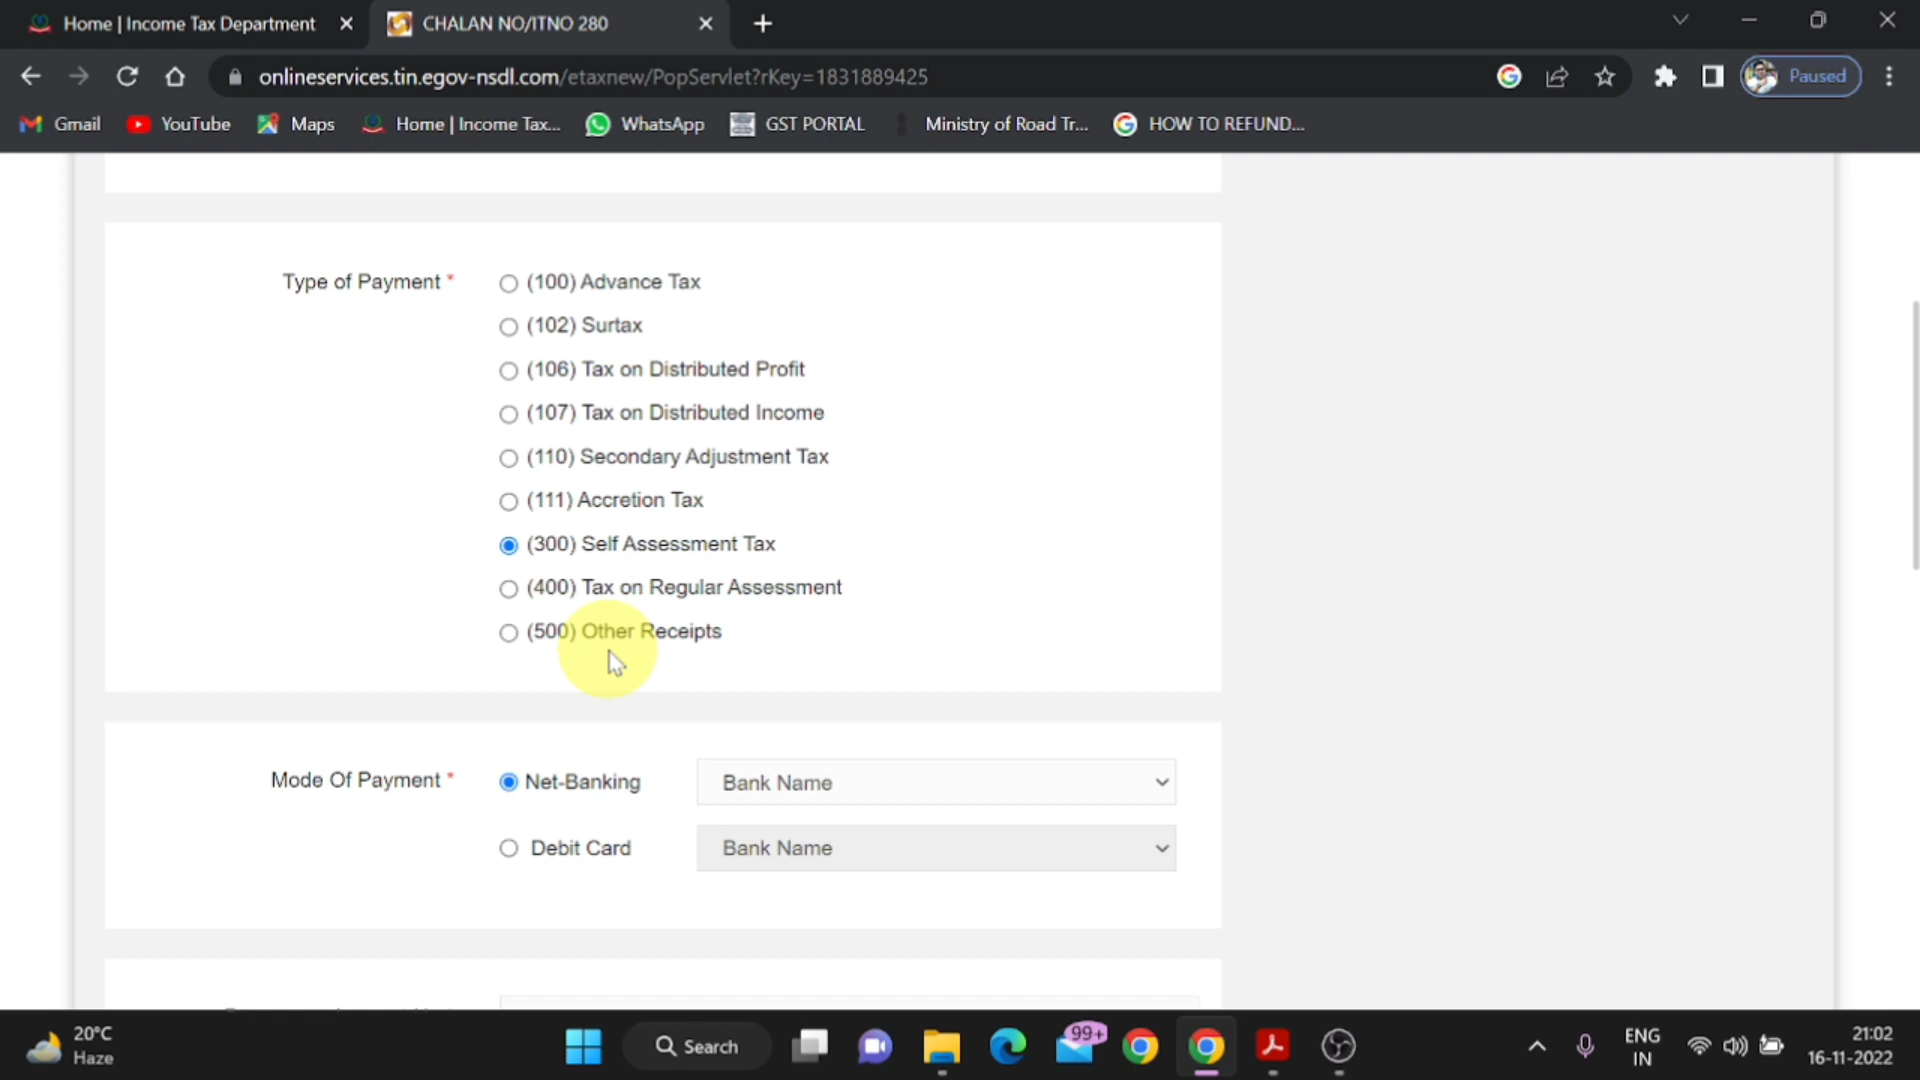 Home | Income Tax Department
CHALAN NO/ITNO 280
onlineservices.tin.egov-nsdl.com/etaxnew/PopServlet?rKey=1831889425
Paused
Gmail
YouTube
Maps
Home | Income Tax...
WhatsApp
GST PORTAL
Ministry of Road Tr...
HOW TO REFUND...
Type of Payment *
(100) Advance Tax
(102) Surtax
(106) Tax on Distributed Profit
(107) Tax on Distributed Income
(110) Secondary Adjustment Tax
(111) Accretion Tax
(300) Self Assessment Tax
(400) Tax on Regular Assessment
(500) Other Receipts
Mode Of Payment *
Net-Banking
Bank Name
Debit Card
Bank Name
20°C
Haze
Search
99+
ENG
IN
21:02
16-11-2022